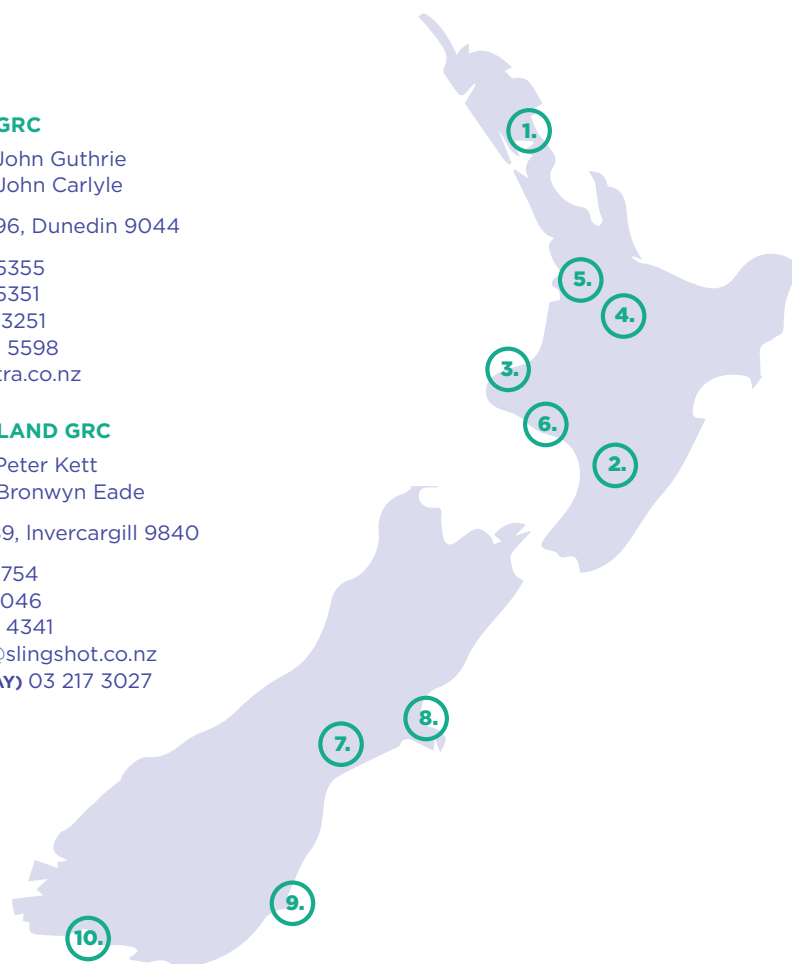 GRC
John Guthrie
John Carlyle
96, Dunedin 9044
5355
5351
3251
5598
tra.co.nz
LAND GRC
Peter Kett
Bronwyn Eade
9, Invercargill 9840
754
046
4341
@slingshot.co.nz
AY) 03 217 3027
1.
5.
4.
3.
6.
2.
8.
7.
9.
10.